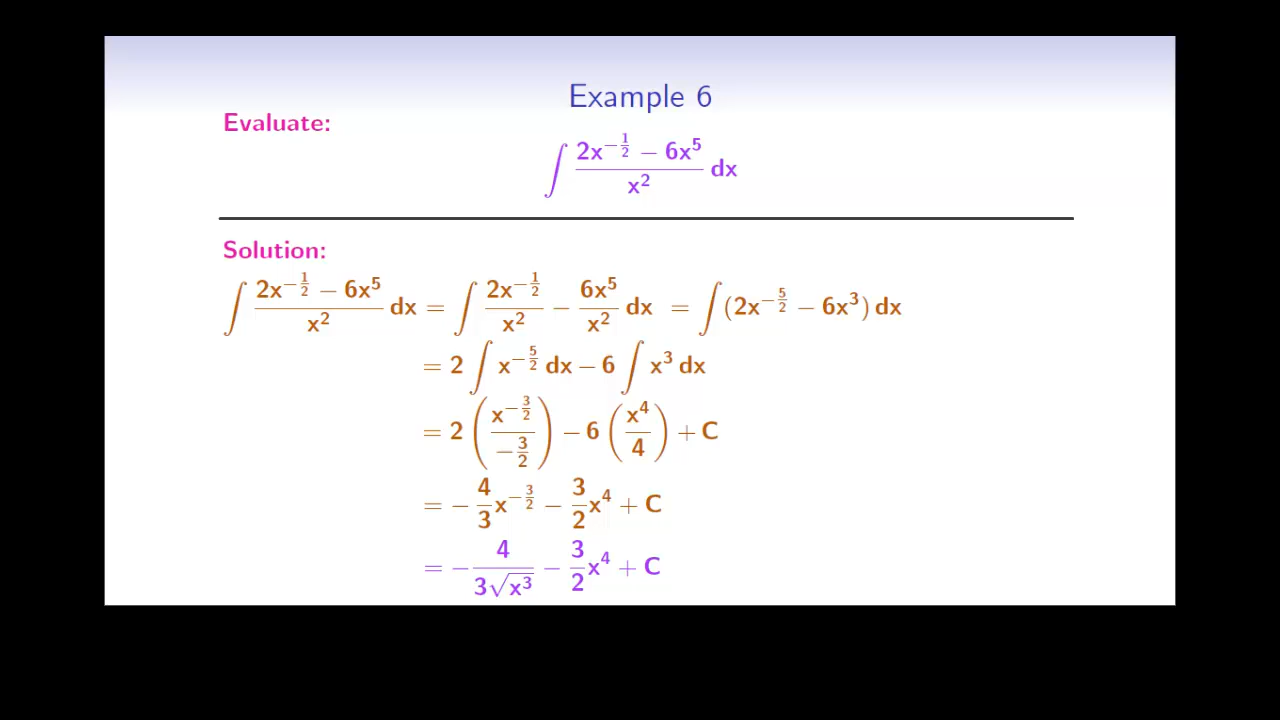 Example 6
Evaluate:
∫ (2x^{-1/2} − 6x^5)/(x^2) dx
Solution:
∫ (2x^{-1/2} − 6x^5)/(x^2) dx = ∫ (2x^{-1/2})/(x^2) − (6x^5)/(x^2) dx = ∫ (2x^{-5/2} − 6x^3) dx
= 2 ∫ x^{-5/2} dx − 6 ∫ x^3 dx
= 2 ( (x^{-3/2})/(−3/2) ) − 6 ( (x^4)/4 ) + C
= − 4/3 x^{-3/2} − 3/2 x^4 + C
= − 4/(3√(x^3)) − 3/2 x^4 + C